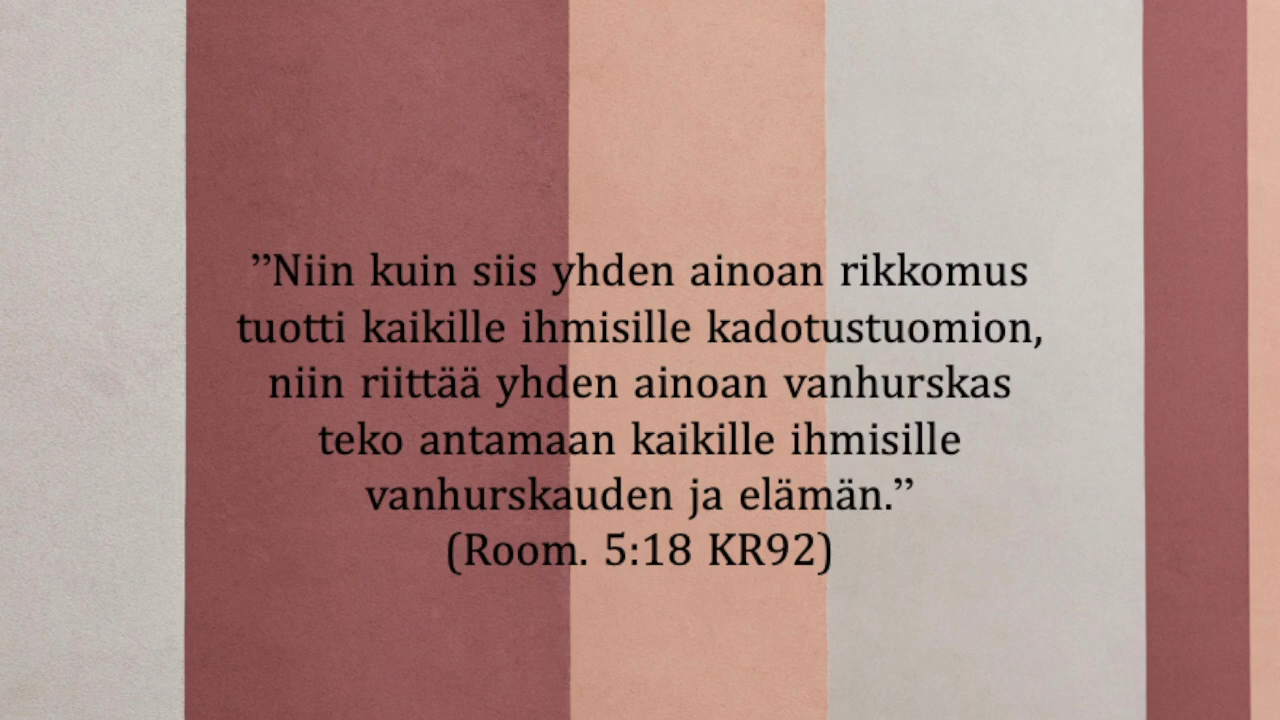 ”Niin kuin siis yhden ainoan rikkomus
tuotti kaikille ihmisille kadotustuomion,
niin riittää yhden ainoan vanhurskas
teko antamaan kaikille ihmisille
vanhurskauden ja elämän.”
(Room. 5:18 KR92)